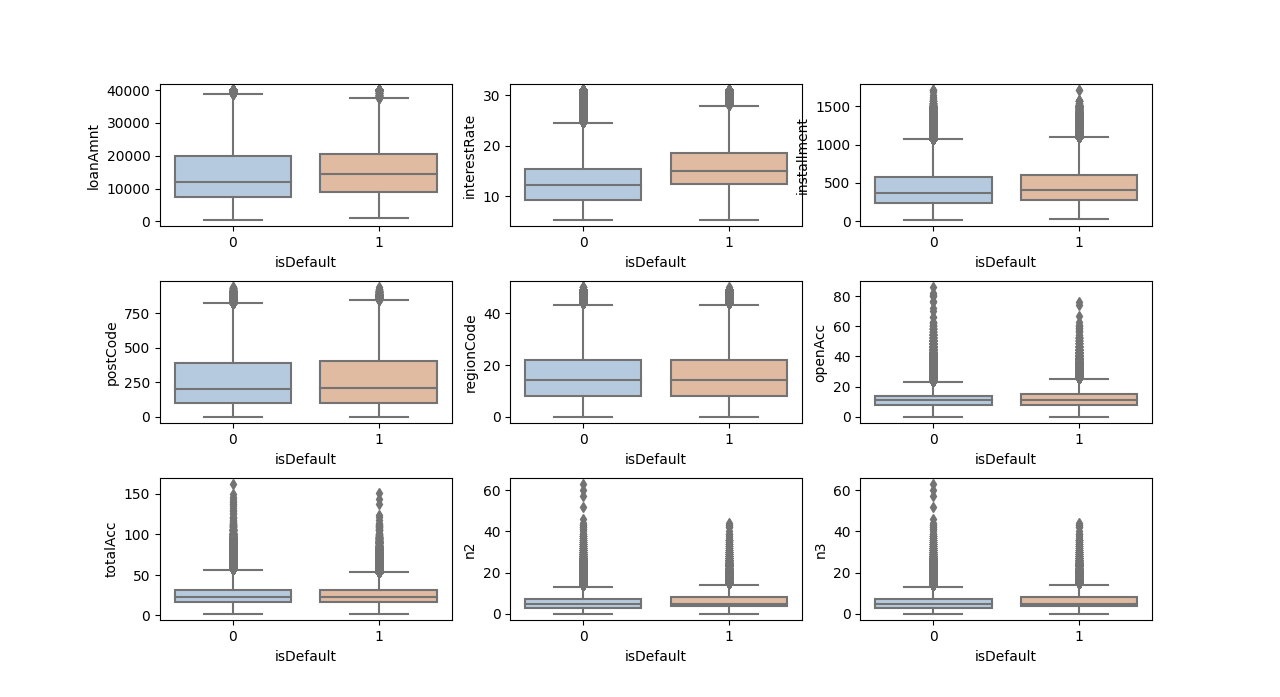 40000
30000
20000
10000
0
loanAmnt
0 1
isDefault
30
20
10
interestRate
0 1
isDefault
1500
1000
500
0
installment
0 1
isDefault
750
500
250
0
postCode
0 1
isDefault
40
20
0
regionCode
0 1
isDefault
80
60
40
20
0
openAcc
0 1
isDefault
150
100
50
0
totalAcc
0 1
isDefault
60
40
20
0
n2
0 1
isDefault
60
40
20
0
n3
0 1
isDefault